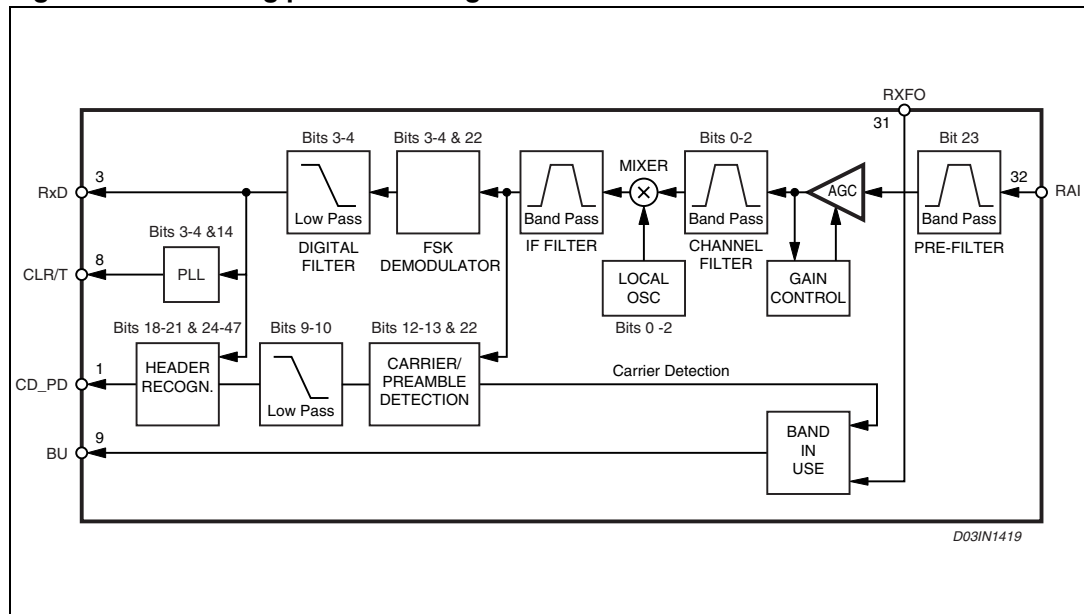 RXFO
31
Bits 3-4
Bits 3-4 & 22
MIXER
Bits 0-2
Bit 23
RxD
3
Low Pass
DIGITAL
FILTER
FSK
DEMODULATOR
Band Pass
IF FILTER
Band Pass
CHANNEL
FILTER
AGC
Band Pass
PRE-FILTER
32
RAI
Bits 3-4 &14
CLR/T
8
PLL
LOCAL
OSC
Bits 0 -2
GAIN
CONTROL
Bits 18-21 & 24-47
Bits 9-10
Bits 12-13 & 22
CD_PD
1
HEADER
RECOGN.
Low Pass
CARRIER/
PREAMBLE
DETECTION
Carrier Detection
BU
9
BAND
IN
USE
D03IN1419